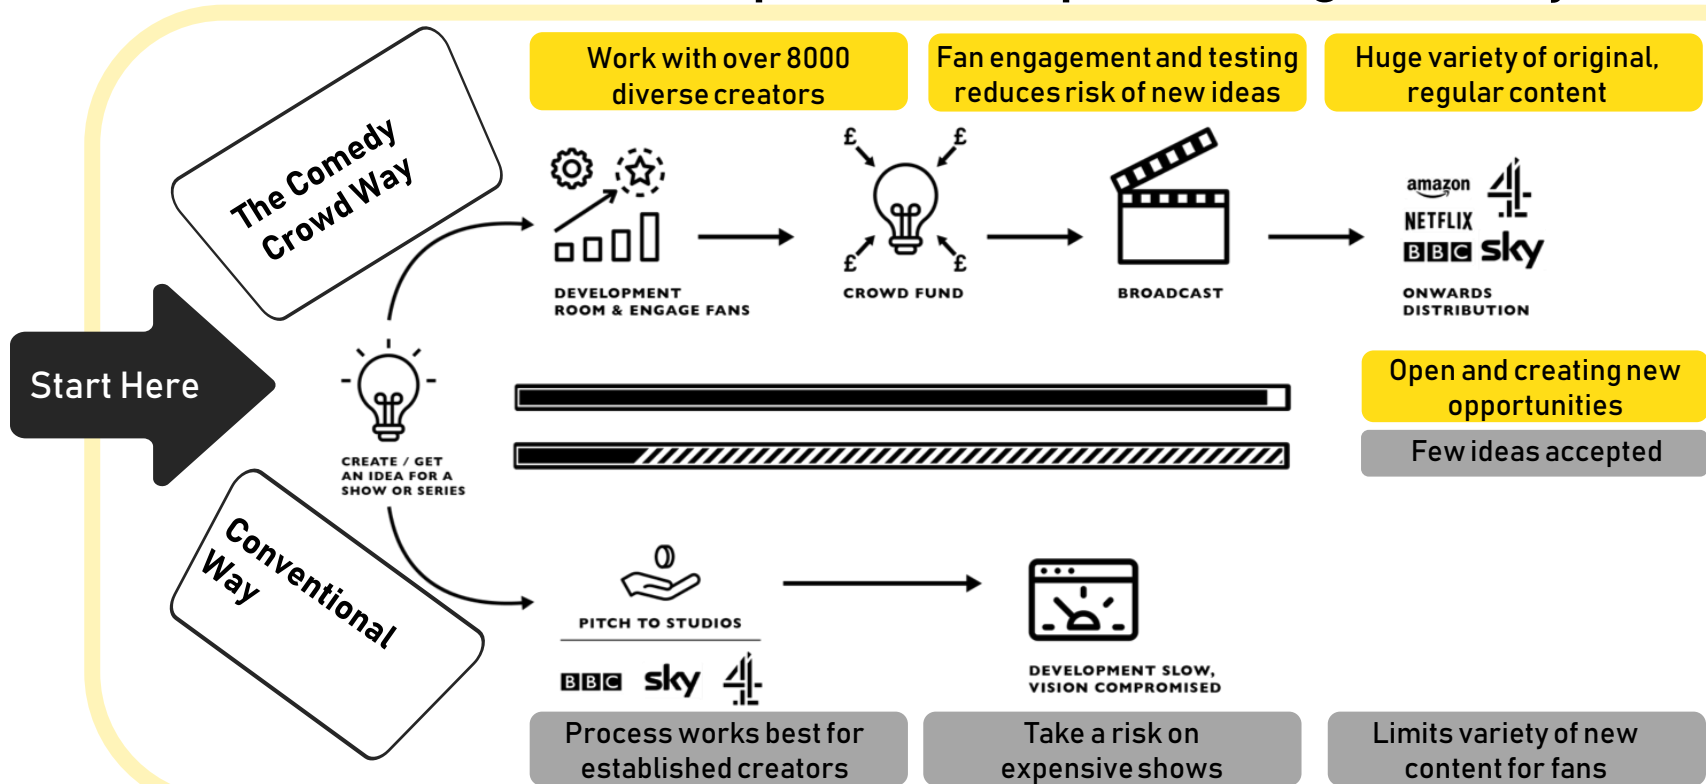 Work with over 8000
diverse creators
Fan engagement and testing
reduces risk of new ideas
Huge variety of original,
regular content
The Comedy
Crowd Way
£ £
£ £
amazon
4
NETFLIX
BBC sky
DEVELOPMENT
ROOM & ENGAGE FANS
CROWD FUND
BROADCAST
ONWARDS
DISTRIBUTION
Start Here
CREATE / GET
AN IDEA FOR A
SHOW OR SERIES
Open and creating new
opportunities
Few ideas accepted
Conventional
Way
PITCH TO STUDIOS
BBC sky 4
DEVELOPMENT SLOW,
VISION COMPROMISED
Process works best for
established creators
Take a risk on
expensive shows
Limits variety of new
content for fans